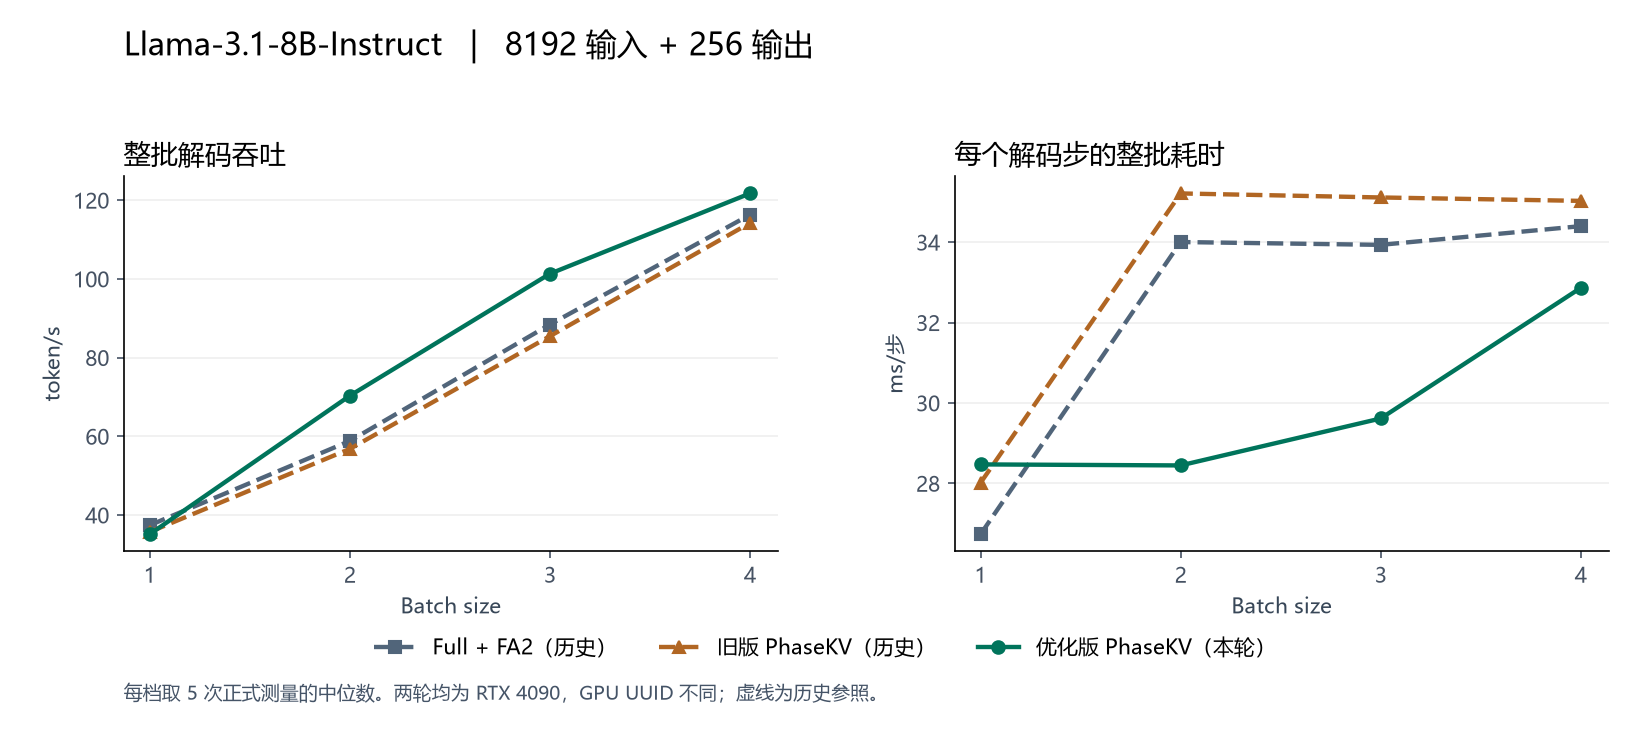 Llama-3.1-8B-Instruct | 8192 输入 + 256 输出
整批解码吞吐
token/s
120
100
80
60
40
1 2 3 4
Batch size
每个解码步的整批耗时
ms/步
34
32
30
28
1 2 3 4
Batch size
Full + FA2（历史） 旧版 PhaseKV（历史） 优化版 PhaseKV（本轮）
每档取 5 次正式测量的中位数。两轮均为 RTX 4090，GPU UUID 不同；虚线为历史参照。